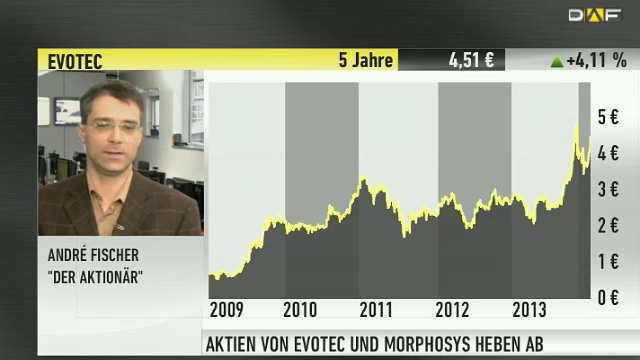 DAF
EVOTEC 5 Jahre 4,51 € +4,11 %
5 €
4 €
3 €
2 €
1 €
0 €
2009 2010 2011 2012 2013
ANDRÉ FISCHER
"DER AKTIONÄR"
AKTIEN VON EVOTEC UND MORPHOSYS HEBEN AB